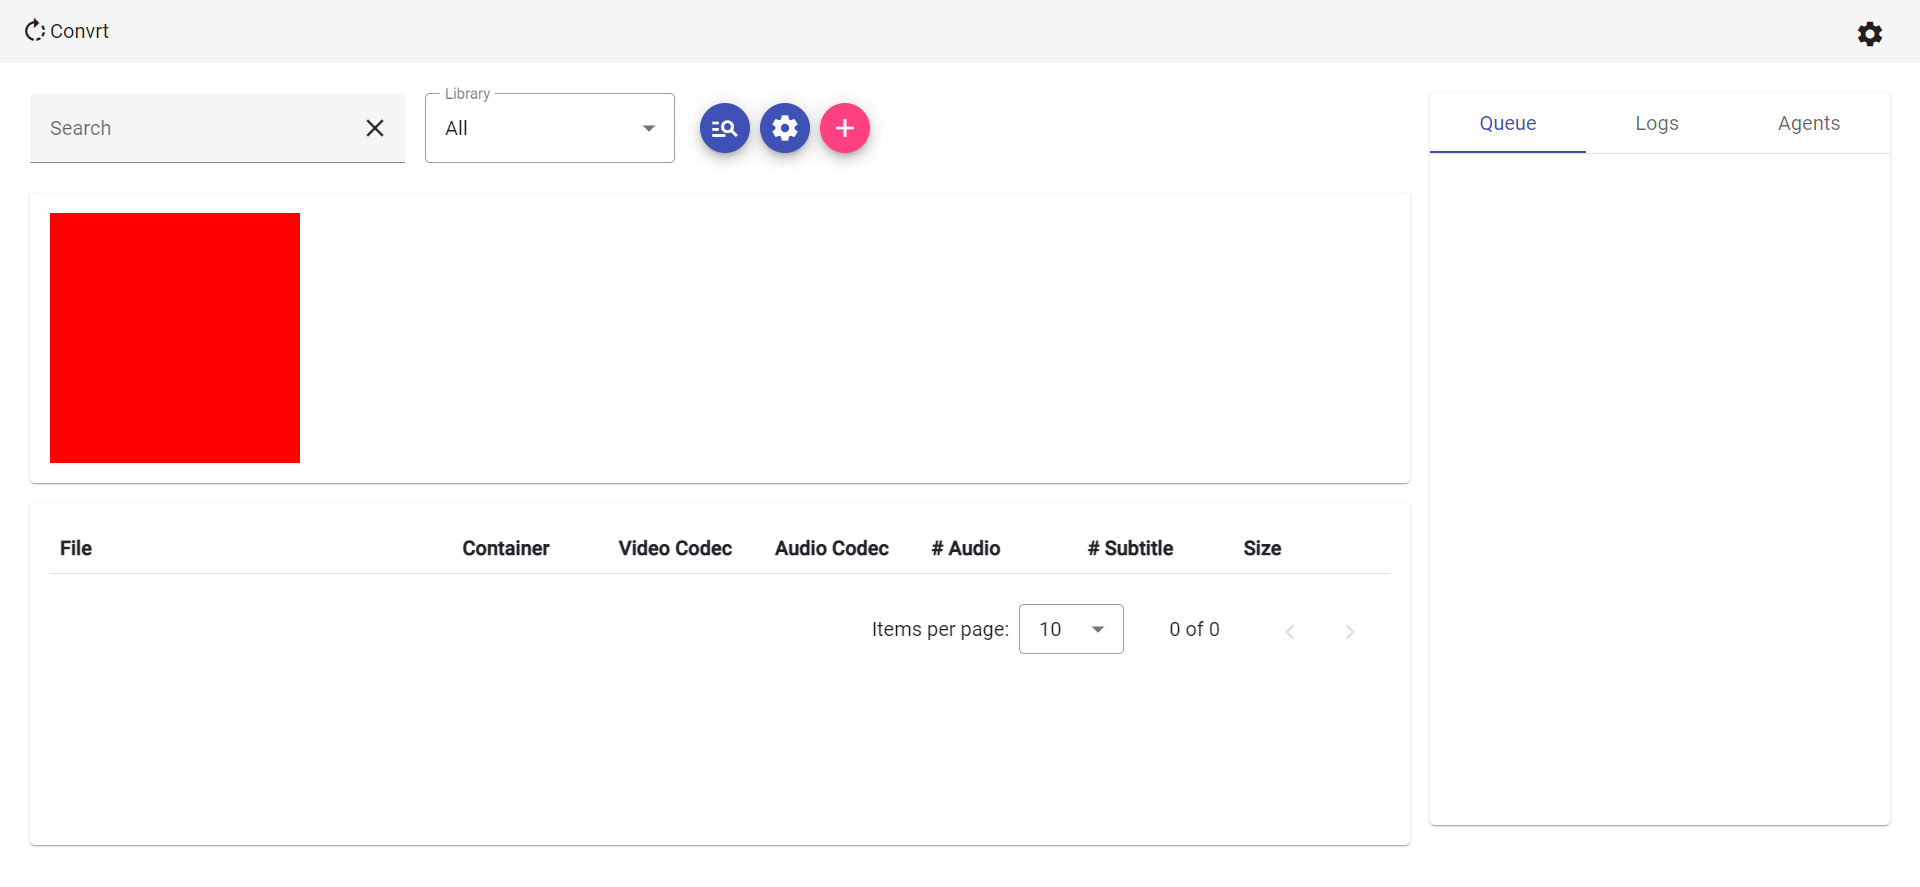 Convrt
Search
Library
All
Queue Logs Agents
File Container Video Codec Audio Codec # Audio # Subtitle Size
Items per page: 10 0 of 0